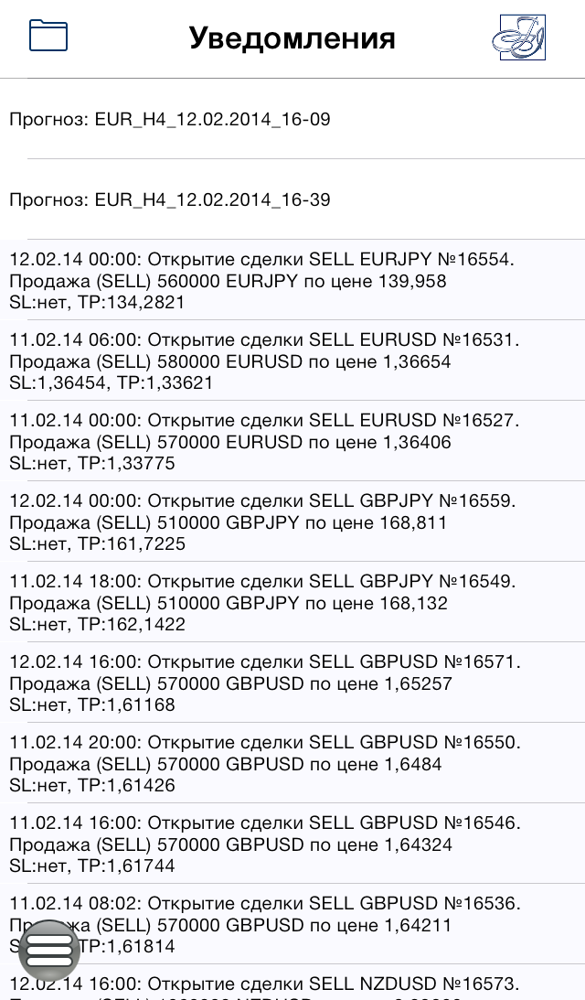 Уведомления
Прогноз: EUR_H4_12.02.2014_16-09
Прогноз: EUR_H4_12.02.2014_16-39
12.02.14 00:00: Открытие сделки SELL EURJPY №16554.
Продажа (SELL) 560000 EURJPY по цене 139,958
SL:нет, TP:134,2821
11.02.14 06:00: Открытие сделки SELL EURUSD №16531.
Продажа (SELL) 580000 EURUSD по цене 1,36654
SL:1,36454, TP:1,33621
11.02.14 00:00: Открытие сделки SELL EURUSD №16527.
Продажа (SELL) 570000 EURUSD по цене 1,36406
SL:нет, TP:1,33775
12.02.14 00:00: Открытие сделки SELL GBPJPY №16559.
Продажа (SELL) 510000 GBPJPY по цене 168,811
SL:нет, TP:161,7225
11.02.14 18:00: Открытие сделки SELL GBPJPY №16549.
Продажа (SELL) 510000 GBPJPY по цене 168,132
SL:нет, TP:162,1422
12.02.14 16:00: Открытие сделки SELL GBPUSD №16571.
Продажа (SELL) 570000 GBPUSD по цене 1,65257
SL:нет, TP:1,61168
11.02.14 20:00: Открытие сделки SELL GBPUSD №16550.
Продажа (SELL) 570000 GBPUSD по цене 1,6484
SL:нет, TP:1,61426
11.02.14 16:00: Открытие сделки SELL GBPUSD №16546.
Продажа (SELL) 570000 GBPUSD по цене 1,64324
SL:нет, TP:1,61744
11.02.14 08:02: Открытие сделки SELL GBPUSD №16536.
Продажа (SELL) 570000 GBPUSD по цене 1,64211
TP:1,61814
12.02.14 16:00: Открытие сделки SELL NZDUSD №16573.